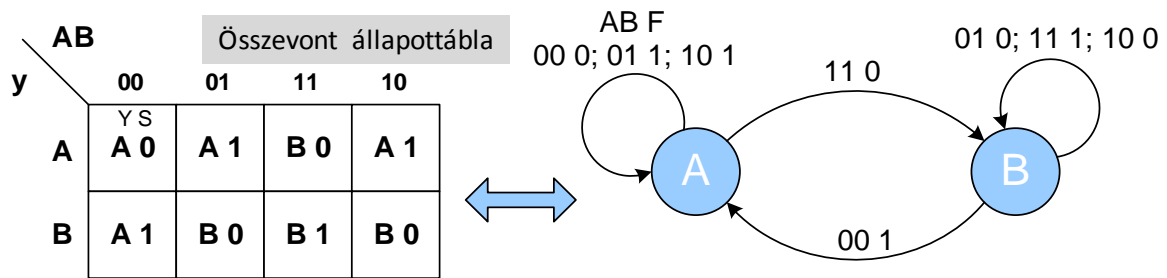 AB
Összevont állapottábla
y
00 01 11 10
Y S
A A 0 A 1 B 0 A 1
B A 1 B 0 B 1 B 0
AB F
00 0; 01 1; 10 1
11 0
01 0; 11 1; 10 0
A
B
00 1